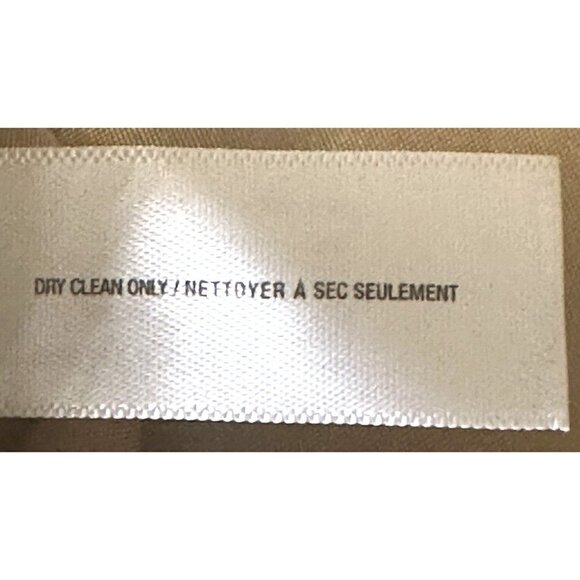 DRY CLEAN ONLY / NETTOYER À SEC SEULEMENT